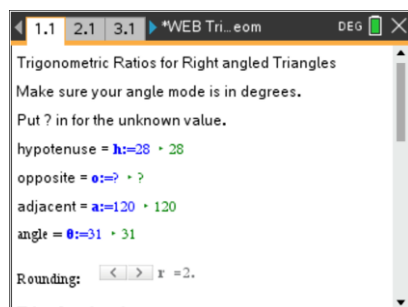 1.1 2.1 3.1 *WEB Tri...eom DEG
Trigonometric Ratios for Right angled Triangles
Make sure your angle mode is in degrees.
Put ? in for the unknown value.
hypotenuse = h:=28 ▸ 28
opposite = o:=? ▸ ?
adjacent = a:=120 ▸ 120
angle = θ:=31 ▸ 31
Rounding: < > r =2.